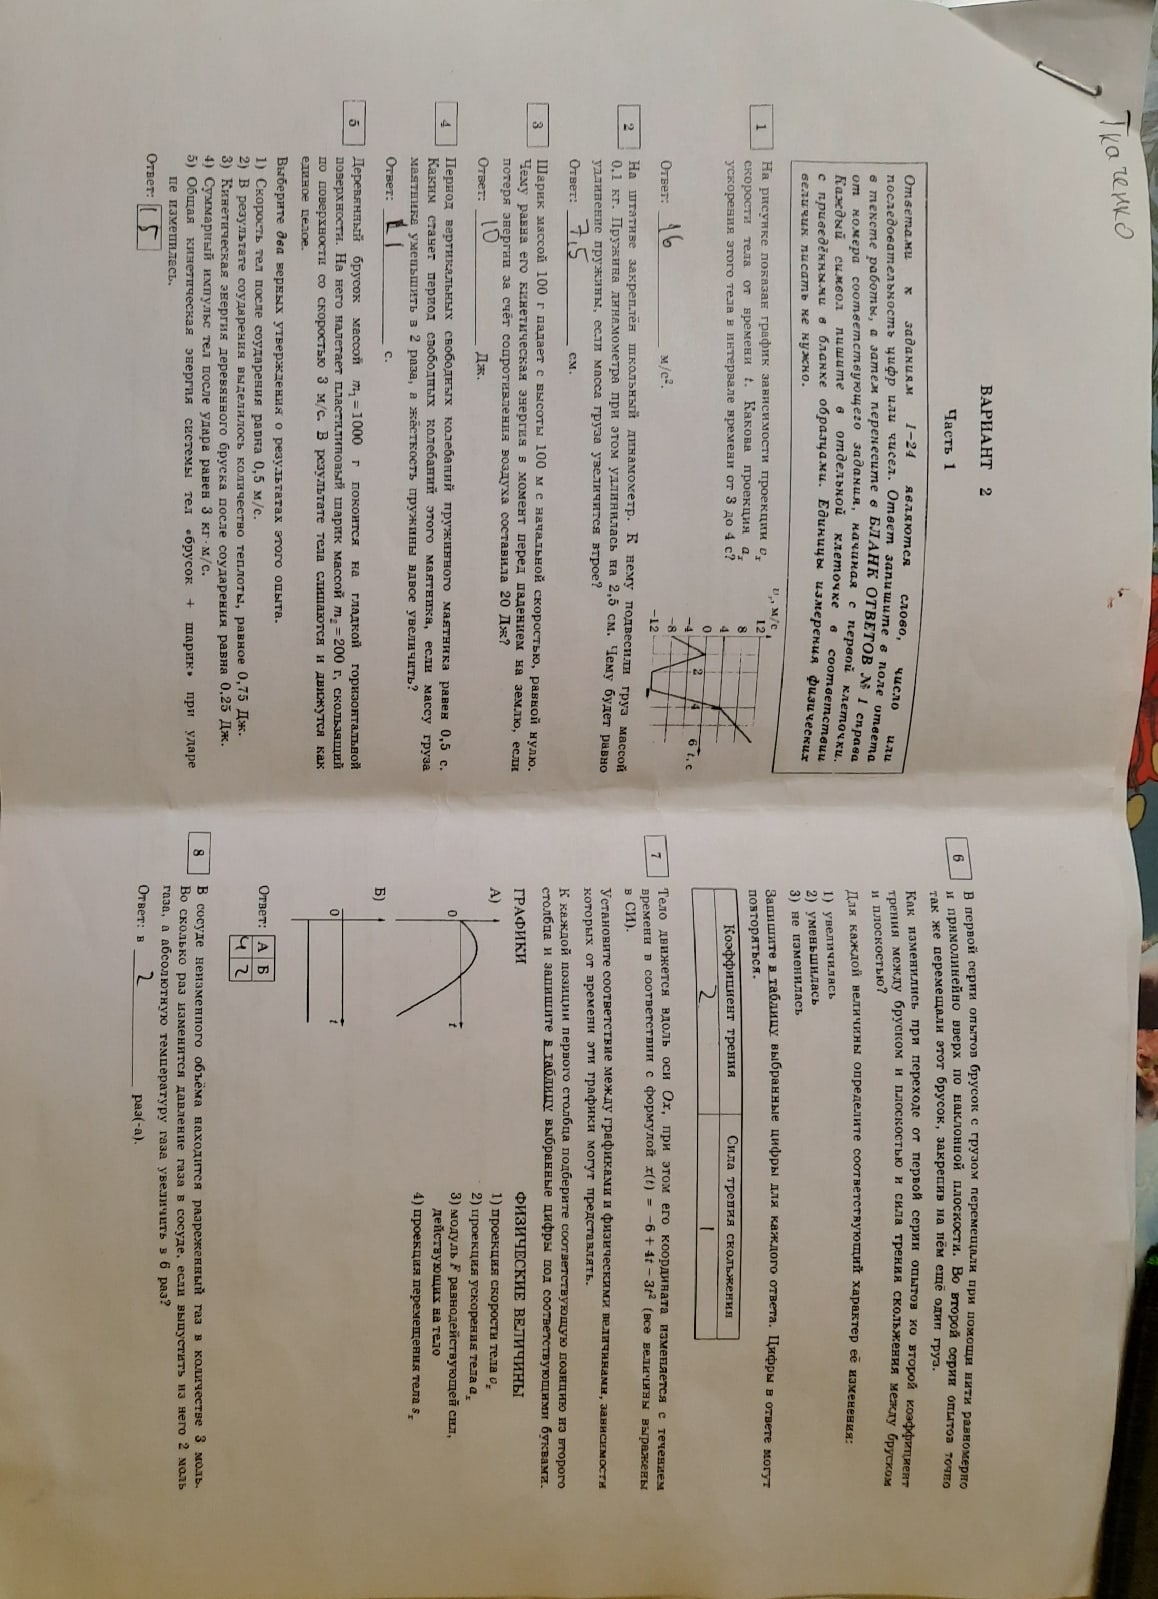 Ткаченко
ВАРИАНТ 2
Часть 1
Ответами к заданиям 1–24 являются слово, число или
последовательность цифр или чисел. Ответ запишите в поле ответа
в тексте работы, а затем перенесите в БЛАНК ОТВЕТОВ № 1 справа
от номера соответствующего задания, начиная с первой клеточки.
Каждый символ пишите в отдельной клеточке в соответствии
с приведёнными в бланке образцами. Единицы измерения физических
величин писать не нужно.
1
На рисунке показан график зависимости проекции vx
скорости тела от времени t. Какова проекция ax
ускорения этого тела в интервале времени от 3 до 4 с?
vx, м/с
12
8
4
0
–4
–8
–12
2
4
6 t, с
Ответ: 16 м/с².
2
На штативе закреплён школьный динамометр. К нему подвесили груз массой
0,1 кг. Пружина динамометра при этом удлинилась на 2,5 см. Чему будет равно
удлинение пружины, если масса груза увеличится втрое?
Ответ: 7,5 см.
3
Шарик массой 100 г падает с высоты 100 м с начальной скоростью, равной нулю.
Чему равна его кинетическая энергия в момент перед падением на землю, если
потеря энергии за счёт сопротивления воздуха составила 20 Дж?
Ответ: 10 Дж.
4
Период вертикальных свободных колебаний пружинного маятника равен 0,5 с.
Каким станет период свободных колебаний этого маятника, если массу груза
маятника уменьшить в 2 раза, а жёсткость пружины вдвое увеличить?
Ответ: 1 с.
5
Деревянный брусок массой m1 = 1000 г покоится на гладкой горизонтальной
поверхности. На него налетает пластилиновый шарик массой m2 = 200 г, скользящий
по поверхности со скоростью 3 м/с. В результате тела слипаются и движутся как
единое целое.
Выберите два верных утверждения о результатах этого опыта.
1) Скорость тел после соударения равна 0,5 м/с.
2) В результате соударения выделилось количество теплоты, равное 0,75 Дж.
3) Кинетическая энергия деревянного бруска после соударения равна 0,25 Дж.
4) Суммарный импульс тел после удара равен 3 кг·м/с.
5) Общая кинетическая энергия системы тел «брусок + шарик» при ударе
не изменилась.
Ответ: 1 5
6
В первой серии опытов брусок с грузом перемещали при помощи нити равномерно
и прямолинейно вверх по наклонной плоскости. Во второй серии опытов точно
так же перемещали этот брусок, закрепив на нём ещё один груз.
Как изменились при переходе от первой серии опытов ко второй коэффициент
трения между бруском и плоскостью и сила трения скольжения между бруском
и плоскостью?
Для каждой величины определите соответствующий характер её изменения:
1) увеличилась
2) уменьшилась
3) не изменилась
Запишите в таблицу выбранные цифры для каждого ответа. Цифры в ответе могут
повторяться.
Коэффициент трения Сила трения скольжения
2 1
7
Тело движется вдоль оси Ox, при этом его координата изменяется с течением
времени в соответствии с формулой x(t) = –6 + 4t – 3t² (все величины выражены
в СИ).
Установите соответствие между графиками и физическими величинами, зависимости
которых от времени эти графики могут представлять.
К каждой позиции первого столбца подберите соответствующую позицию из второго
столбца и запишите в таблицу выбранные цифры под соответствующими буквами.
ГРАФИКИ
ФИЗИЧЕСКИЕ ВЕЛИЧИНЫ
А)
0
t
1) проекция скорости тела vx
2) проекция ускорения тела ax
3) модуль F равнодействующей сил,
действующих на тело
4) проекция перемещения тела sx
Б)
0
t
Ответ:
А Б
4 2
8
В сосуде неизменного объёма находится разреженный газ в количестве 3 моль.
Во сколько раз изменится давление газа в сосуде, если выпустить из него 2 моль
газа, а абсолютную температуру газа увеличить в 6 раз?
Ответ: в 2 раз(-а).